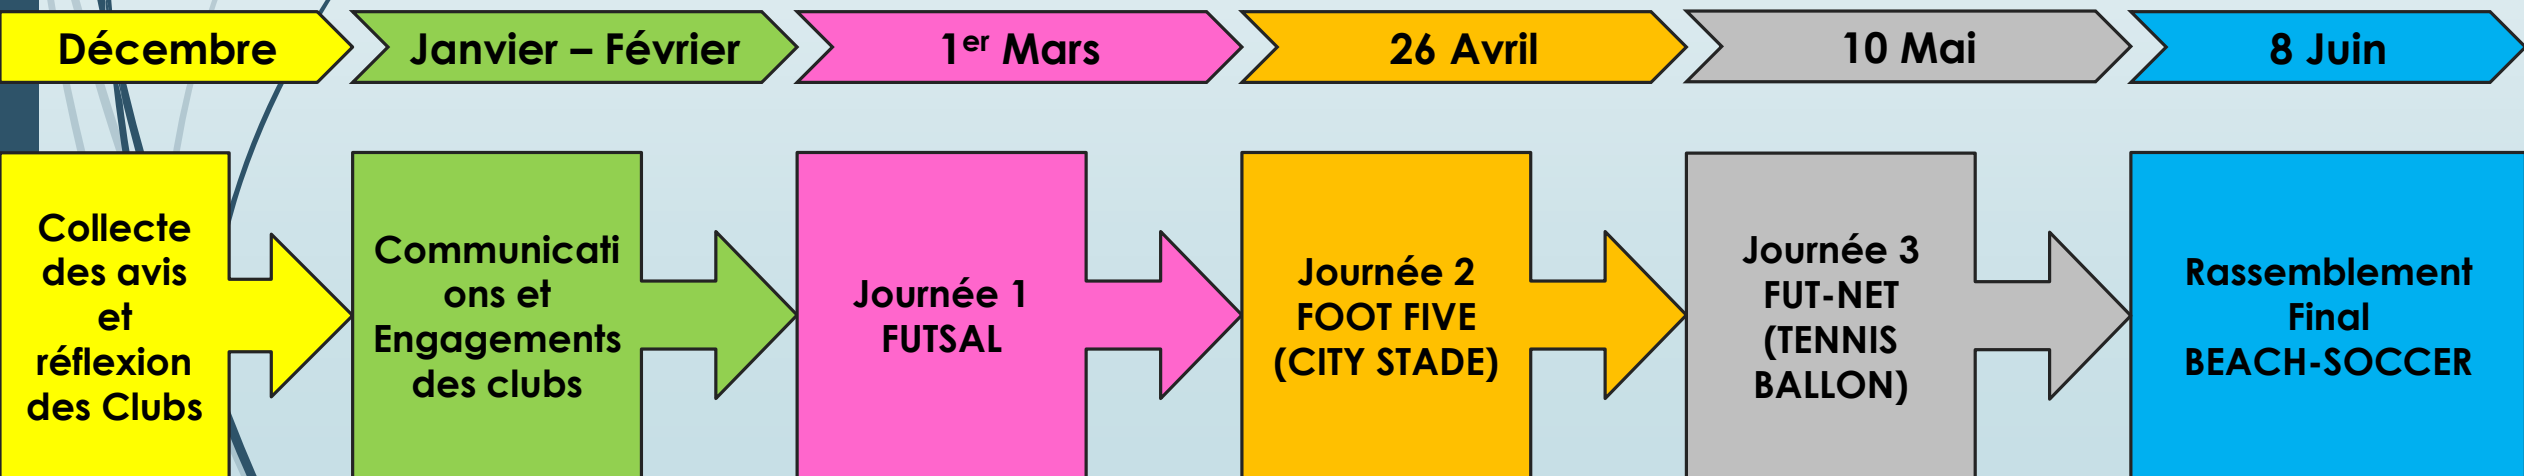 Décembre
Janvier – Février
1er Mars
26 Avril
10 Mai
8 Juin
Collecte
des avis
et
réflexion
des Clubs
Communicati
ons et
Engagements
des clubs
Journée 1
FUTSAL
Journée 2
FOOT FIVE
(CITY STADE)
Journée 3
FUT-NET
(TENNIS
BALLON)
Rassemblement
Final
BEACH-SOCCER